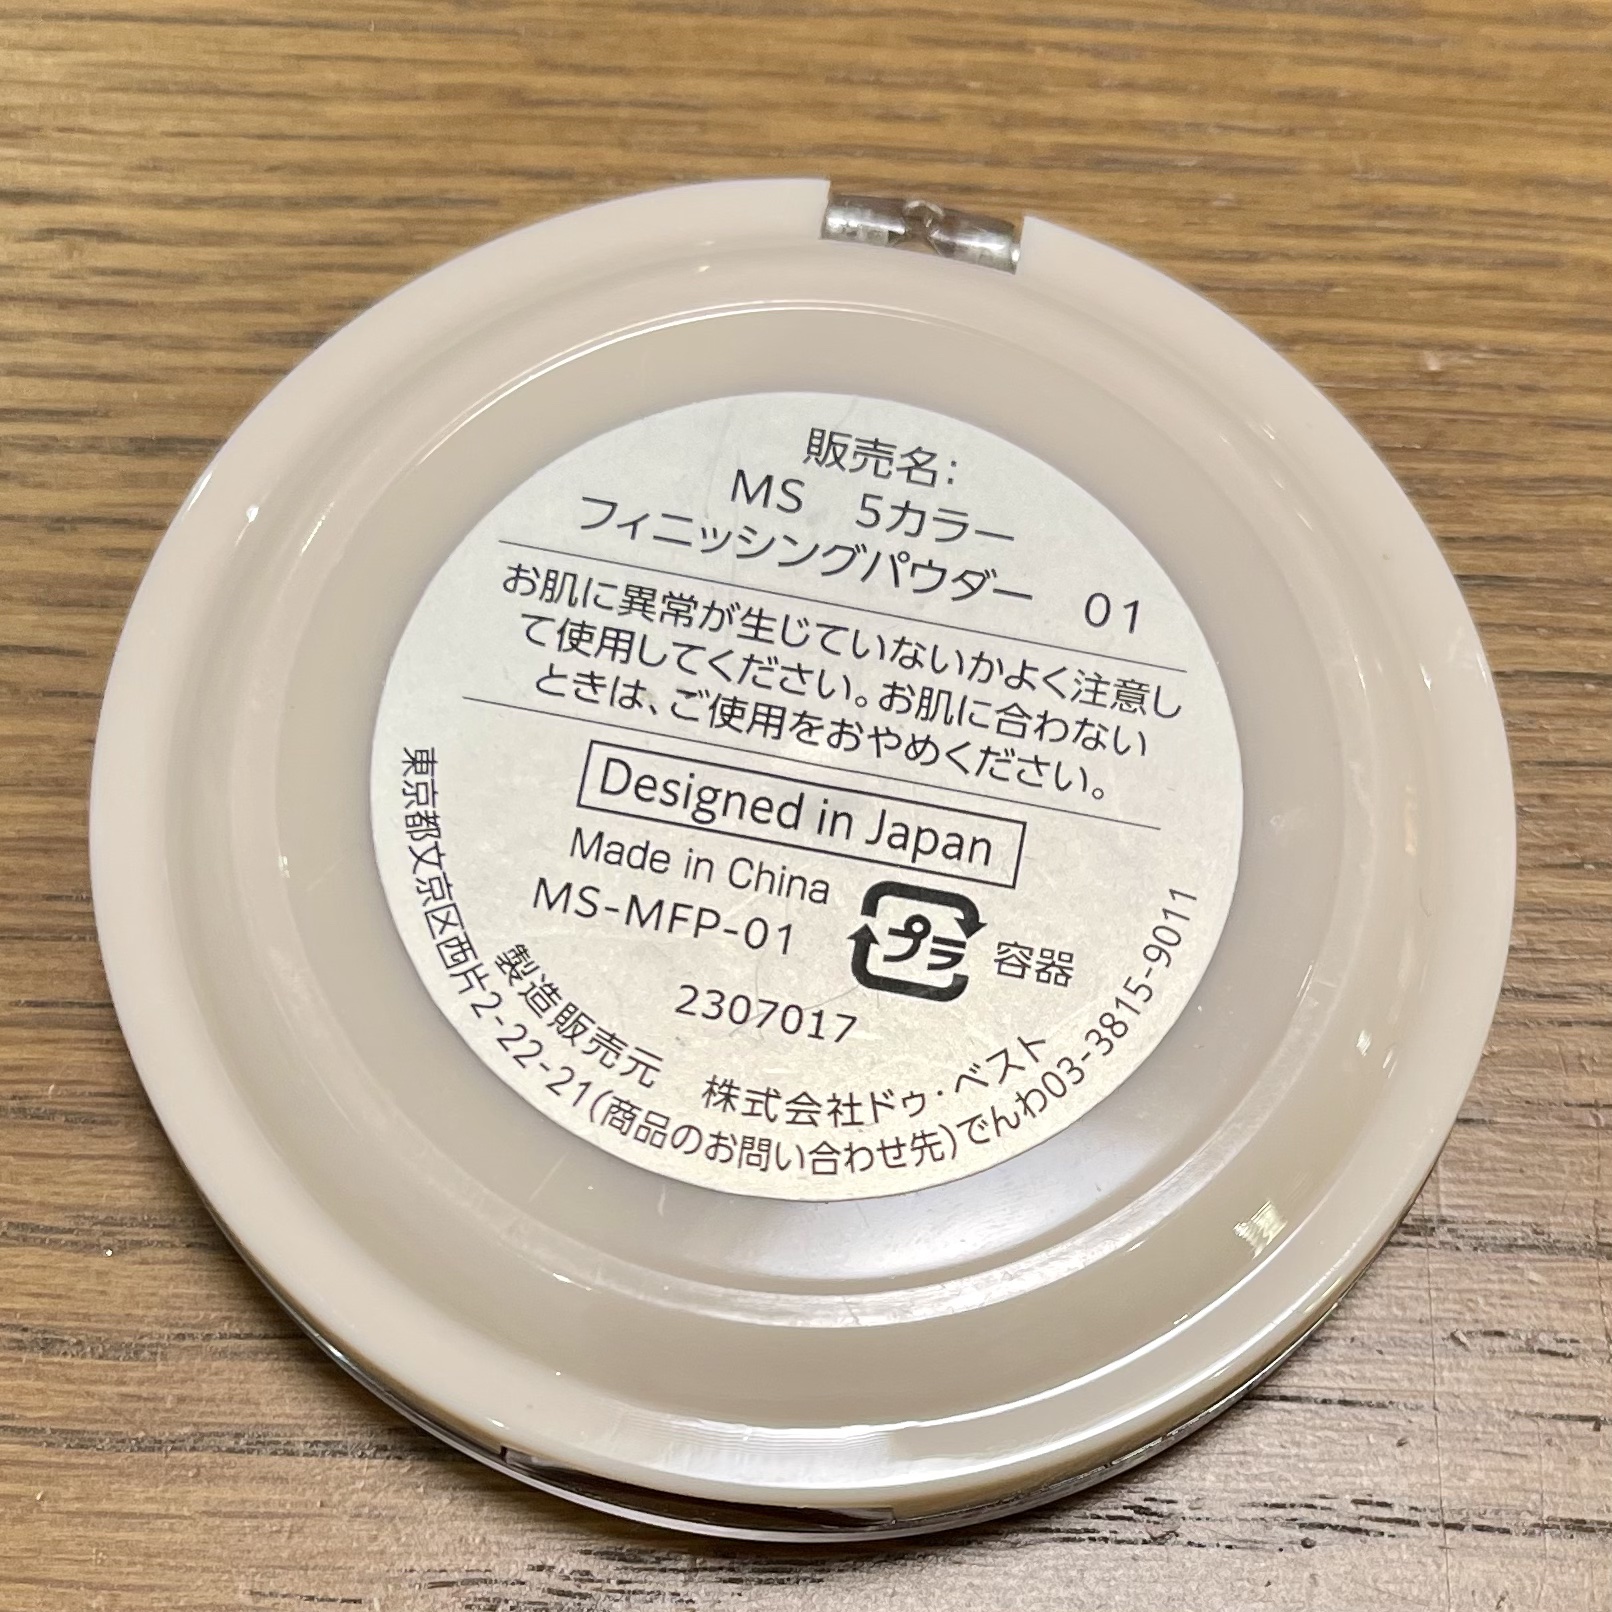 販売名:
MS 5カラー
フィニッシングパウダー 01
お肌に異常が生じていないかよく注意し
て使用してください。お肌に合わない
ときは、ご使用をおやめください。
Designed in Japan
Made in China
MS-MFP-01
プラ 容器
2307017
製造販売元 株式会社ドゥ・ベスト
東京都文京区西片2-22-21(商品のお問い合わせ先)でんわ03-3815-9011